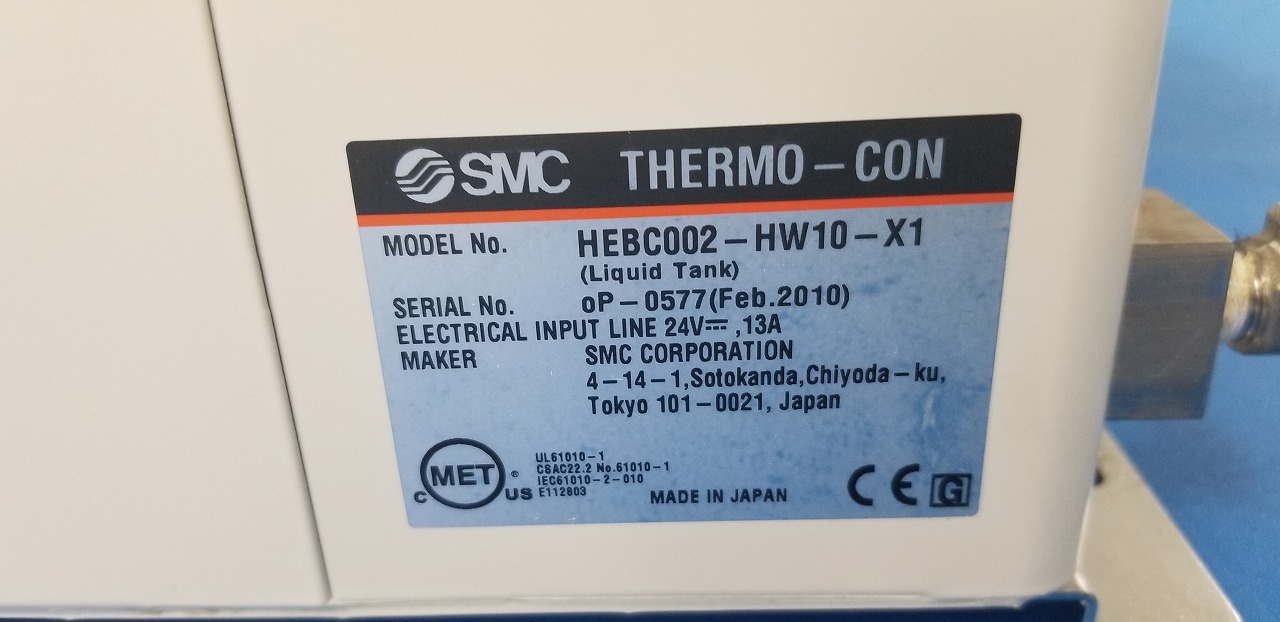 SMC THERMO-CON
MODEL No. HEBC002-HW10-X1
(Liquid Tank)
SERIAL No. oP-0577(Feb.2010)
ELECTRICAL INPUT LINE 24V⎓,13A
MAKER SMC CORPORATION
4-14-1,Sotokanda,Chiyoda-ku,
Tokyo 101-0021, Japan
C MET ® US
UL61010-1
CSAC22.2 No.61010-1
IEC61010-2-010
E112803
MADE IN JAPAN
CE G